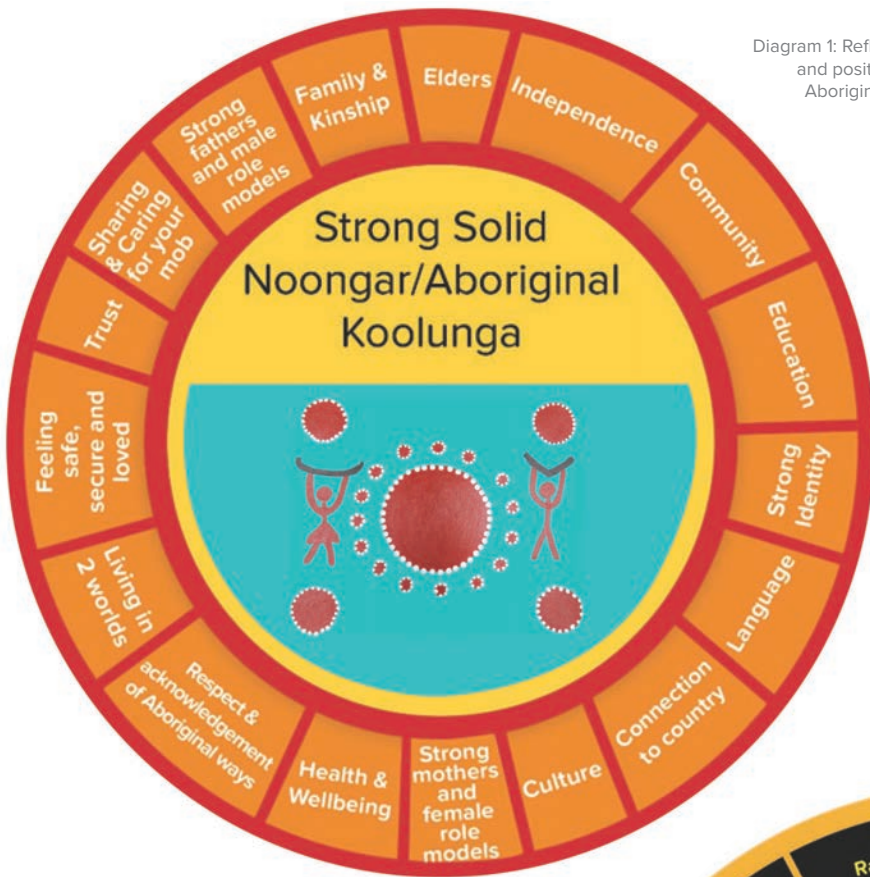 Diagram 1: Refl
and posit
Aborigin
Strong Solid
Noongar/Aboriginal
Koolunga
Elders
Independence
Community
Education
Strong
Identity
Language
Connection
to country
Culture
Strong
mothers
and
female
role
models
Health &
Wellbeing
Respect &
acknowledgement
of Aboriginal ways
Living in
2 worlds
Feeling
safe,
secure and
loved
Trust
Sharing
& Caring
for your
mob
Strong
fathers
and male
role
models
Family &
Kinship